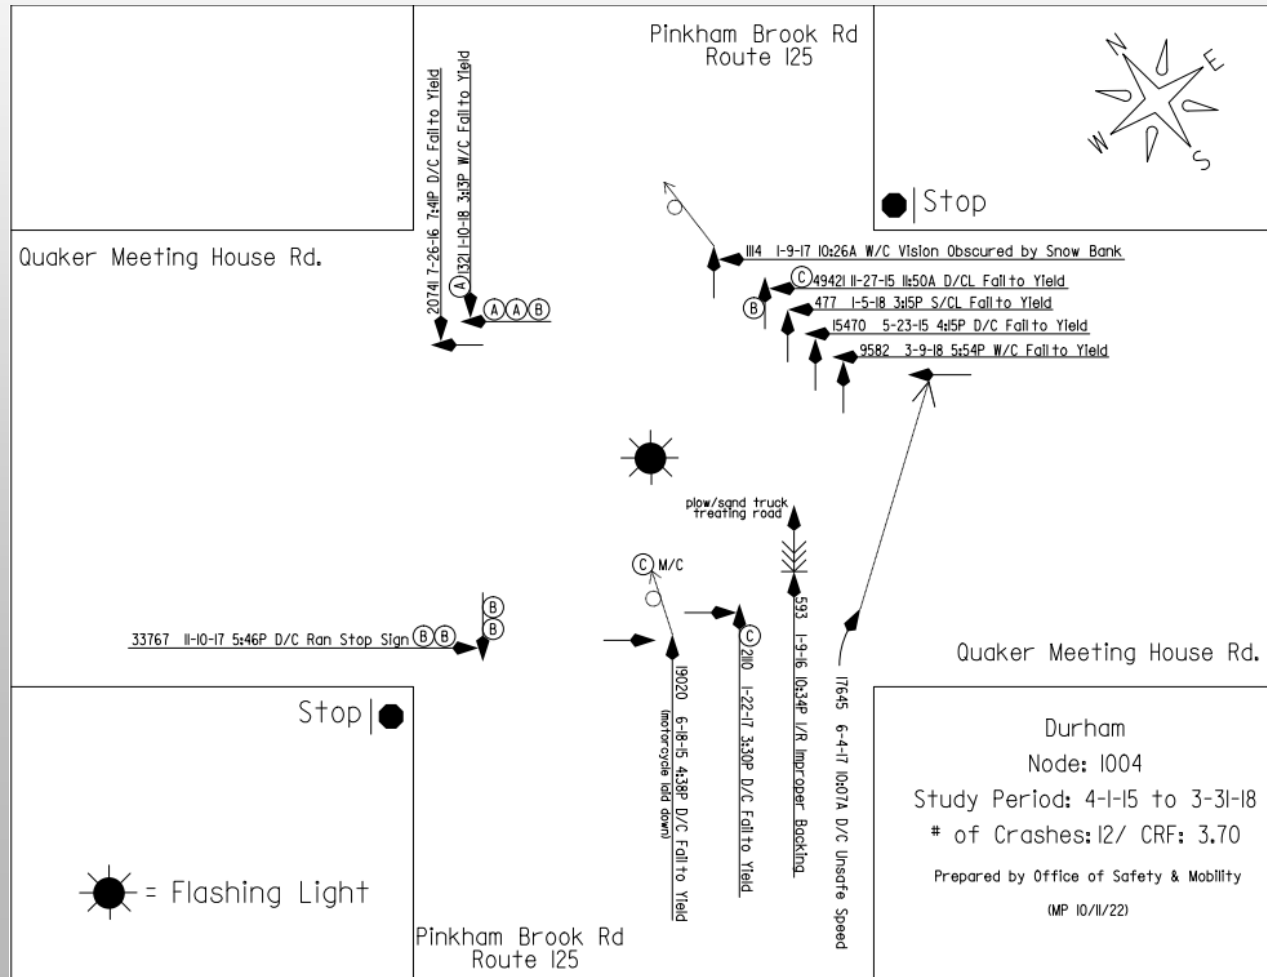 Pinkham Brook Rd
Route 125
N
E
W
S
Stop
Quaker Meeting House Rd.
20741 7-26-16 7:41P D/C Fail to Yield
A 1321 1-10-18 3:13P W/C Fail to Yield
A A B
1114 1-9-17 10:26A W/C Vision Obscured by Snow Bank
C 49421 11-27-15 11:50A D/CL Fail to Yield
B
477 1-5-18 3:15P S/CL Fail to Yield
15470 5-23-15 4:15P D/C Fail to Yield
9582 3-9-18 5:54P W/C Fail to Yield
plow/sand truck
treating road
C M/C
B
B
33767 11-10-17 5:46P D/C Ran Stop Sign B B
19020 6-18-15 4:38P D/C Fail to Yield
(motorcycle laid down)
C 2110 1-22-17 3:30P D/C Fail to Yield
593 1-9-16 10:34P I/R Improper Backing
17645 6-4-17 10:07A D/C Unsafe Speed
Quaker Meeting House Rd.
Stop
= Flashing Light
Pinkham Brook Rd
Route 125
Durham
Node: 1004
Study Period: 4-1-15 to 3-31-18
# of Crashes: 12/ CRF: 3.70
Prepared by Office of Safety & Mobility
(MP 10/11/22)